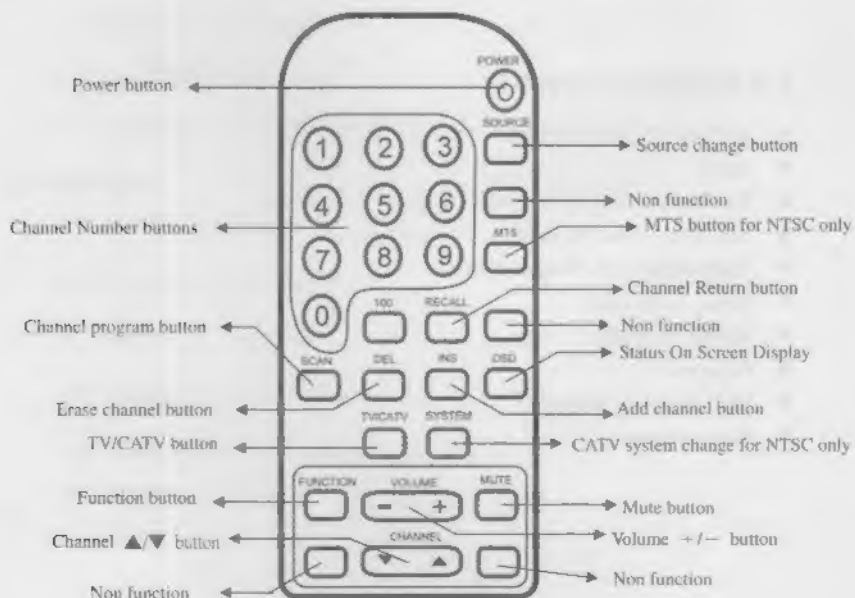 POWER
Power button
SOURCE
1 2 3
Source change button
Non function
4 5 6
Channel Number buttons
MTS
MTS button for NTSC only
7 8 9
Channel Return button
100 RECALL
0
Channel program button
Non function
SCAN DEL INS OSD
Status On Screen Display
Erase channel button
Add channel button
TV/CATV SYSTEM
TV/CATV button
CATV system change for NTSC only
FUNCTION VOLUME MUTE
Function button
- +
Mute button
Channel ▲/▼ button
CHANNEL
Volume +/- button
▼ ▲
Non function
Non function